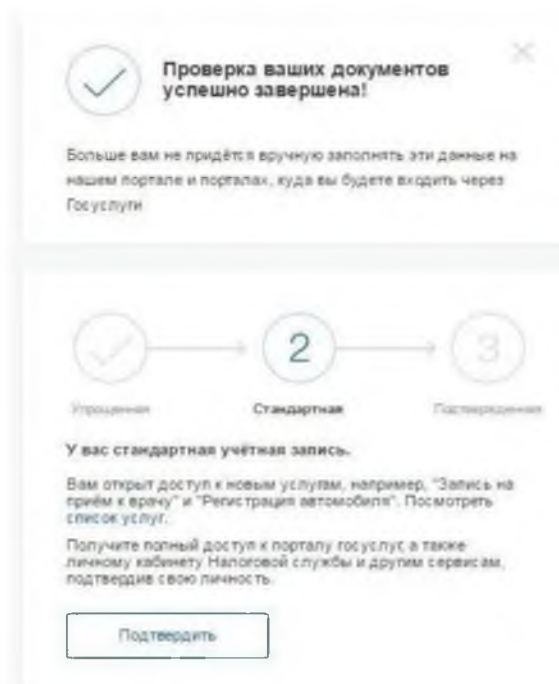 Проверка ваших документов
успешно завершена!
Больше вам не придётся вручную заполнять эти данные на
нашем портале и порталах, куда вы будете входить через
Госуслуги
2
3
Упрощенная
Стандартная
Подтвержденная
У вас стандартная учётная запись.
Вам открыт доступ к новым услугам, например, "Запись на
приём к врачу" и "Регистрация автомобиля". Посмотреть
список услуг.
Получите полный доступ к порталу госуслуг, а также
личному кабинету Налоговой службы и другим сервисам,
подтвердив свою личность.
Подтвердить